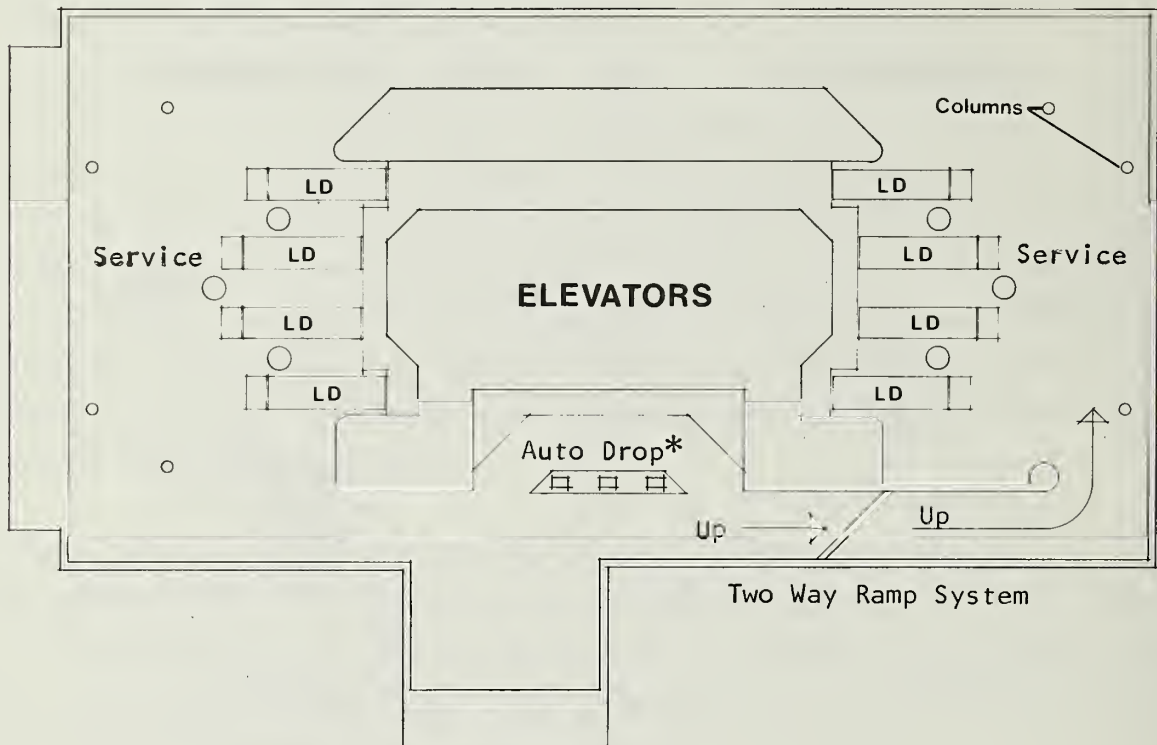 Columns
LD
LD
Service
LD
LD
Service
ELEVATORS
LD
LD
LD
LD
Auto Drop*
Up
Up
Two Way Ramp System